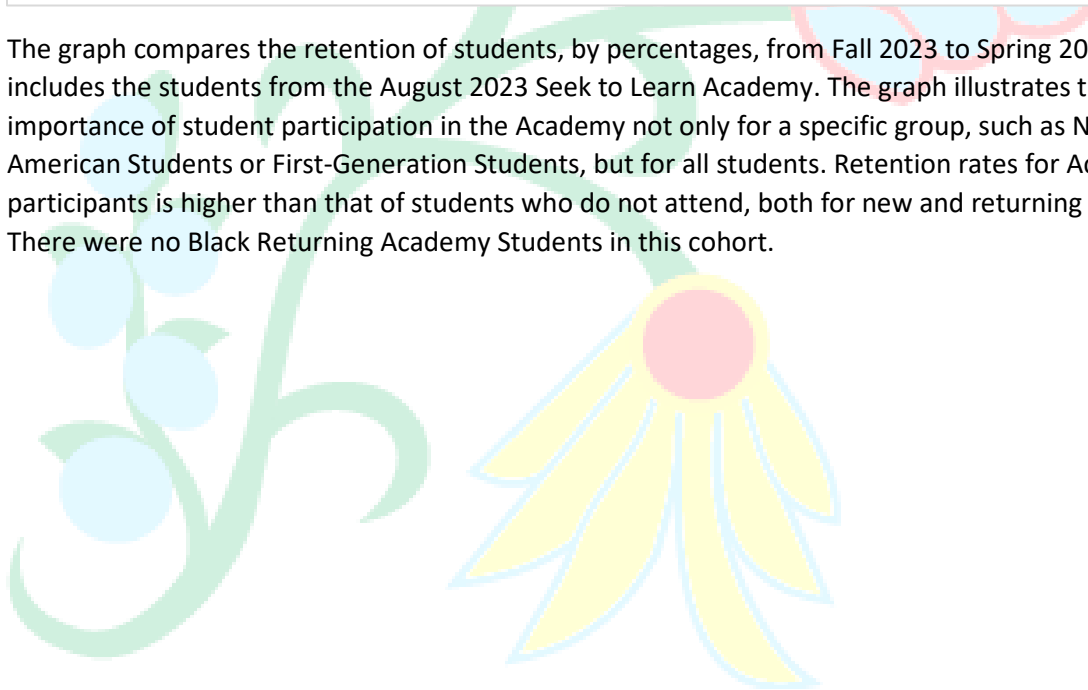 The graph compares the retention of students, by percentages, from Fall 2023 to Spring 20
includes the students from the August 2023 Seek to Learn Academy. The graph illustrates t
importance of student participation in the Academy not only for a specific group, such as N
American Students or First-Generation Students, but for all students. Retention rates for A
participants is higher than that of students who do not attend, both for new and returning
There were no Black Returning Academy Students in this cohort.